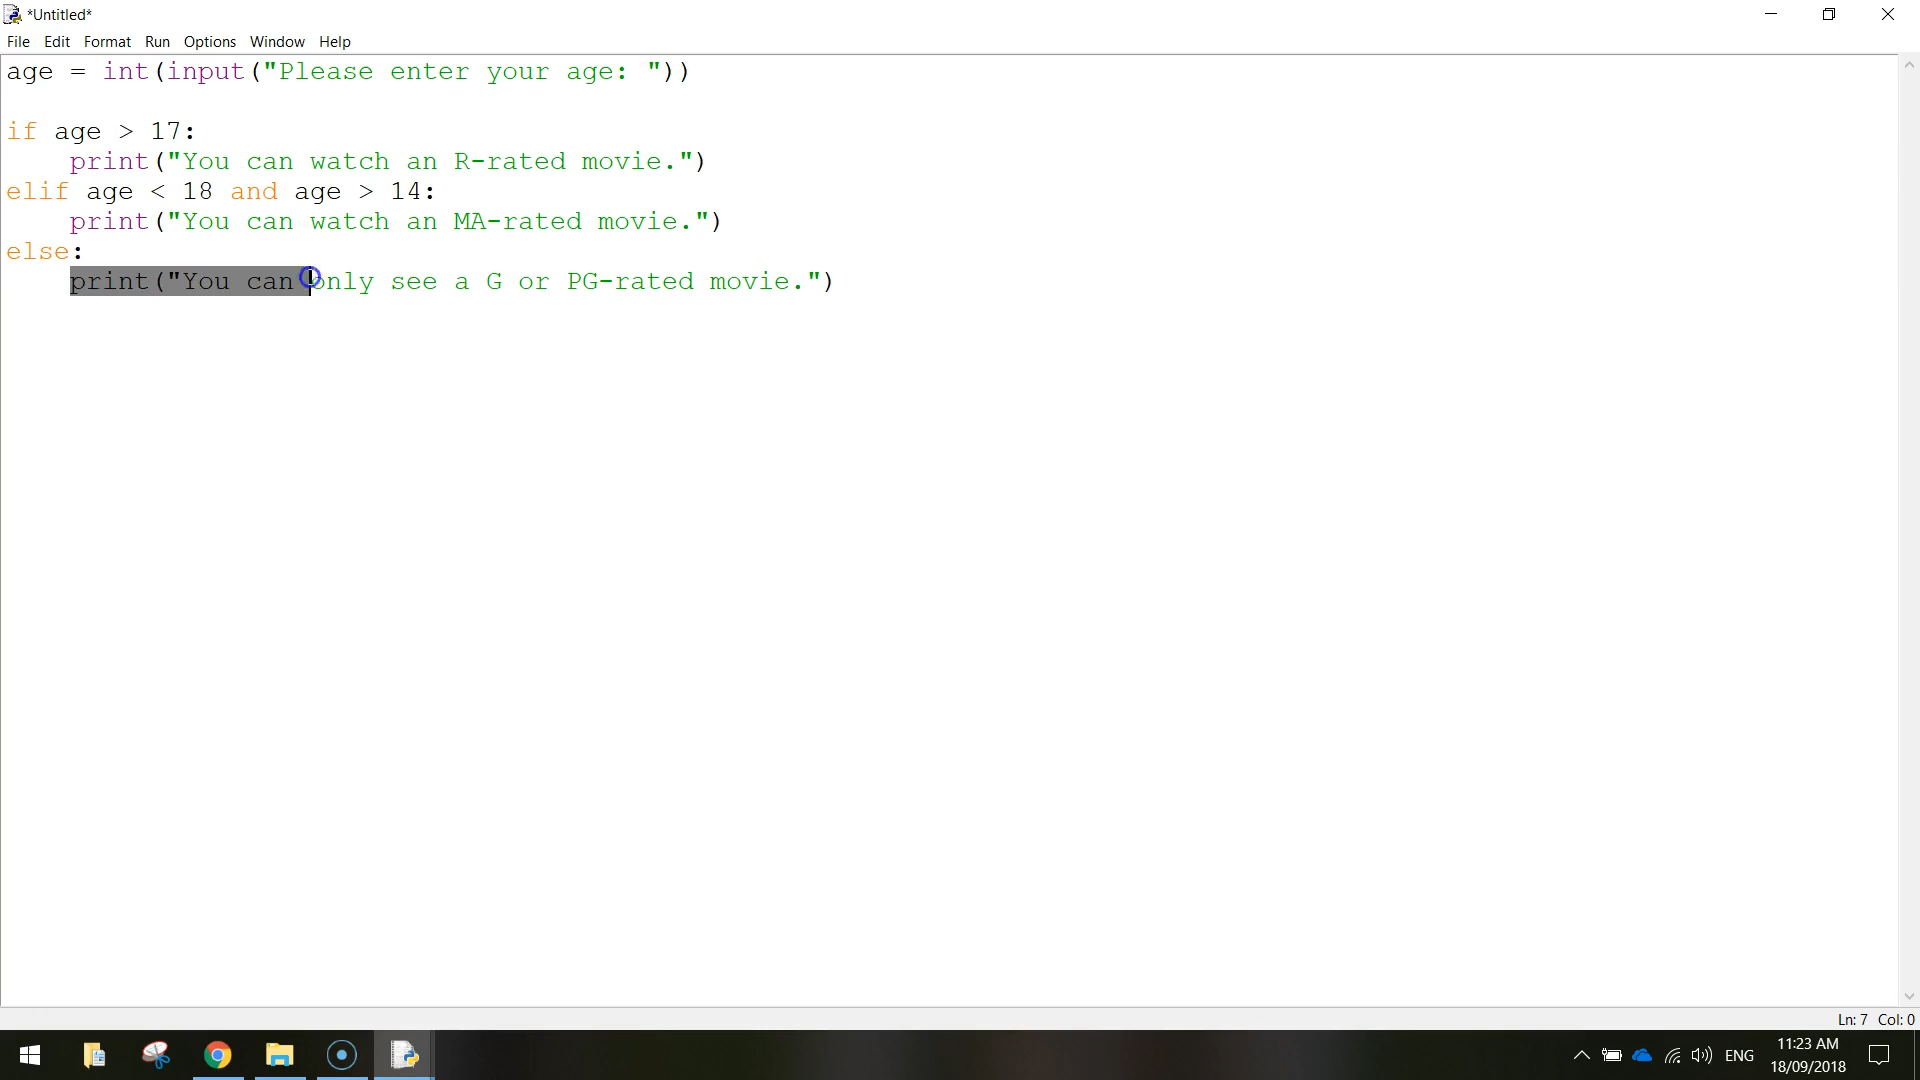 *Untitled*
File Edit Format Run Options Window Help
age = int(input("Please enter your age: "))
if age > 17:
    print("You can watch an R-rated movie.")
elif age < 18 and age > 14:
    print("You can watch an MA-rated movie.")
else:
    print("You can only see a G or PG-rated movie.")
Ln: 7 Col: 0
ENG
11:23 AM
18/09/2018